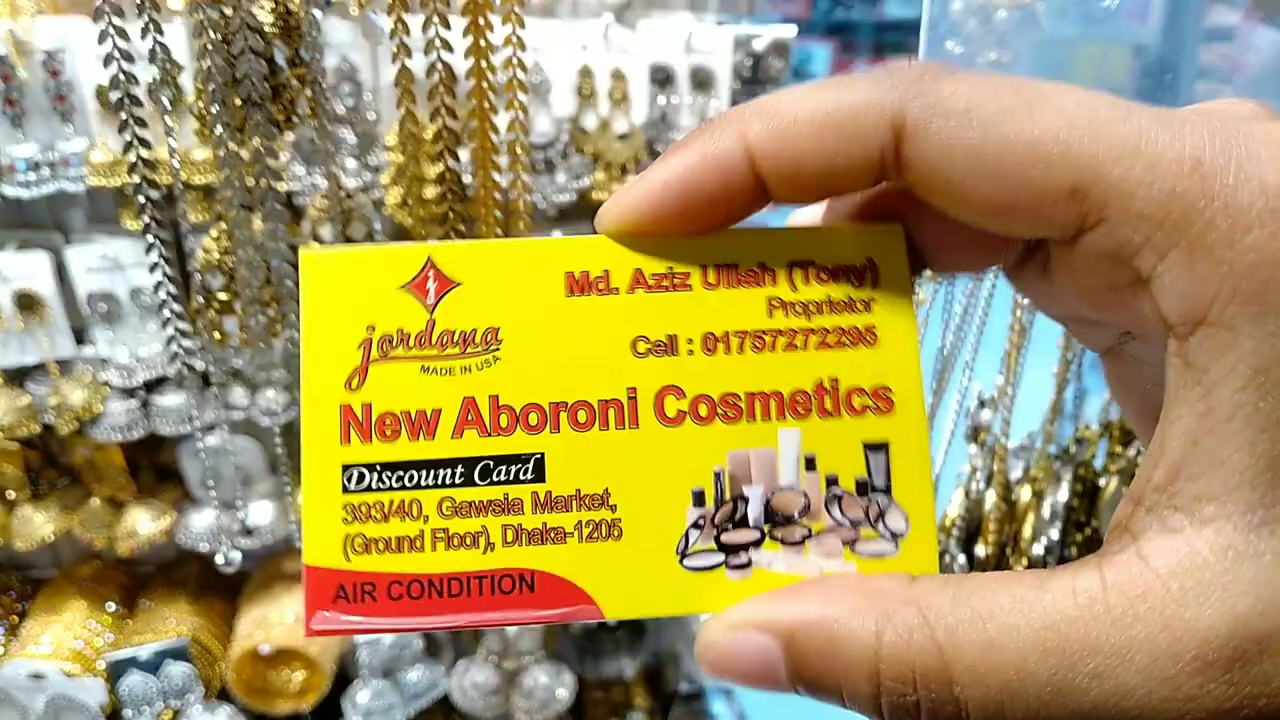 j
jordana
MADE IN USA
Md. Aziz Ullah (Tony)
Proprietor
Cell : 01757272295
New Aboroni Cosmetics
Discount Card
393/40, Gawsia Market,
(Ground Floor), Dhaka-1205
AIR CONDITION